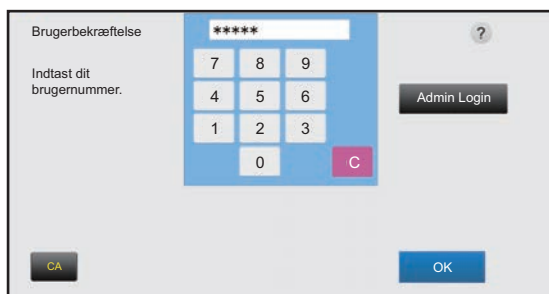 Brugerbekræftelse
*****
?
Indtast dit
brugernummer.
7 8 9
4 5 6
1 2 3
0 C
Admin Login
CA
OK